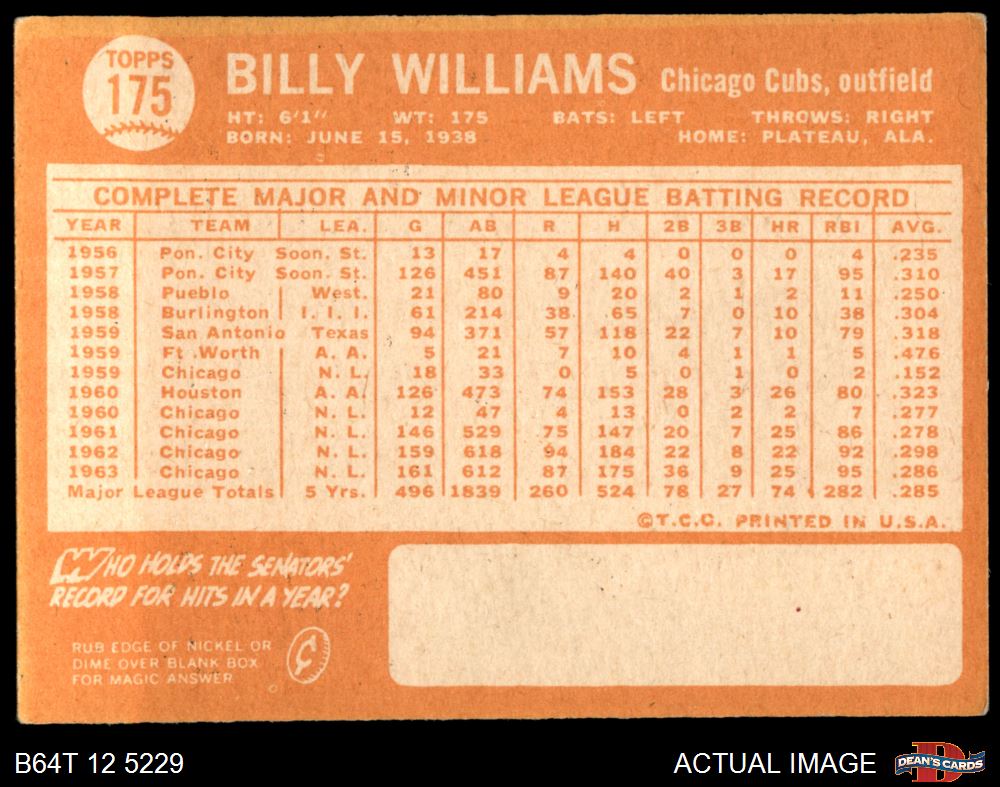 TOPPS
175
BILLY WILLIAMS Chicago Cubs, outfield
HT: 6'1" WT: 175 BATS: LEFT THROWS: RIGHT
BORN: JUNE 15, 1938 HOME: PLATEAU, ALA.
COMPLETE MAJOR AND MINOR LEAGUE BATTING RECORD
YEAR TEAM LEA. G AB R H 2B 3B HR RBI AVG.
1956 Pon. City Soon. St. 13 17 4 4 0 0 0 4 .235
1957 Pon. City Soon. St. 126 451 87 140 40 3 17 95 .310
1958 Pueblo West. 21 80 9 20 2 1 2 11 .250
1958 Burlington I. I. I. 61 214 38 65 7 0 10 38 .304
1959 San Antonio Texas 94 371 57 118 22 7 10 79 .318
1959 Ft. Worth A. A. 5 21 7 10 4 1 1 5 .476
1959 Chicago N. L. 18 33 0 5 0 1 0 2 .152
1960 Houston A. A. 126 473 74 153 28 3 26 80 .323
1960 Chicago N. L. 12 47 4 13 0 2 2 7 .277
1961 Chicago N. L. 146 529 75 147 20 7 25 86 .278
1962 Chicago N. L. 159 618 94 184 22 8 22 92 .298
1963 Chicago N. L. 161 612 87 175 36 9 25 95 .286
Major League Totals 5 Yrs. 496 1839 260 524 78 27 74 282 .285
©T.C.G. PRINTED IN U.S.A.
WHO HOLDS THE SENATORS'
RECORD FOR HITS IN A YEAR?
RUB EDGE OF NICKEL OR
DIME OVER BLANK BOX
FOR MAGIC ANSWER
¢
B64T 12 5229 ACTUAL IMAGE
DEAN'S CARDS